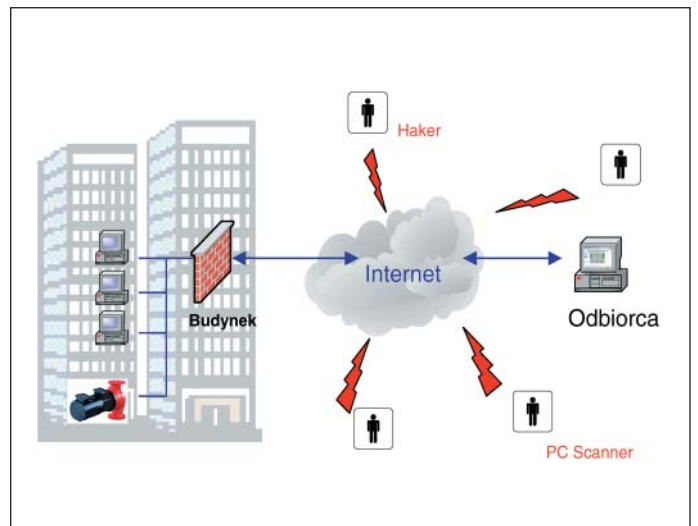 Haker
Internet
Budynek
Odbiorca
PC Scanner